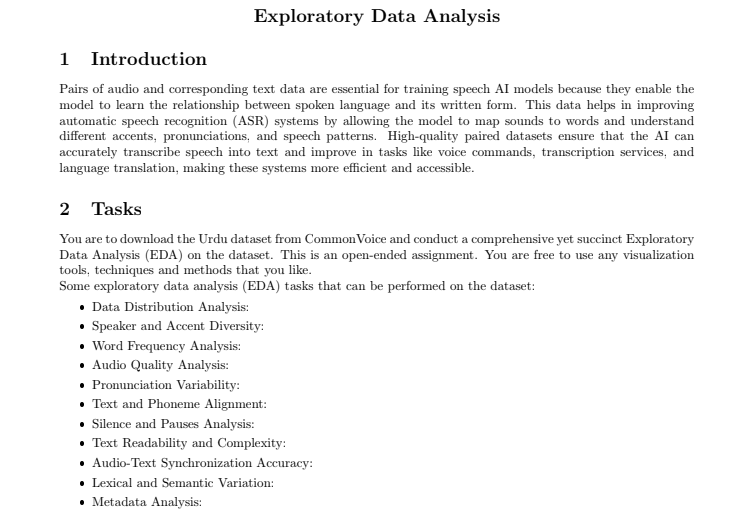 Exploratory Data Analysis
1 Introduction
Pairs of audio and corresponding text data are essential for training speech AI models because they enable the
model to learn the relationship between spoken language and its written form. This data helps in improving
automatic speech recognition (ASR) systems by allowing the model to map sounds to words and understand
different accents, pronunciations, and speech patterns. High-quality paired datasets ensure that the AI can
accurately transcribe speech into text and improve in tasks like voice commands, transcription services, and
language translation, making these systems more efficient and accessible.
2 Tasks
You are to download the Urdu dataset from CommonVoice and conduct a comprehensive yet succinct Exploratory
Data Analysis (EDA) on the dataset. This is an open-ended assignment. You are free to use any visualization
tools, techniques and methods that you like.
Some exploratory data analysis (EDA) tasks that can be performed on the dataset:
• Data Distribution Analysis:
• Speaker and Accent Diversity:
• Word Frequency Analysis:
• Audio Quality Analysis:
• Pronunciation Variability:
• Text and Phoneme Alignment:
• Silence and Pauses Analysis:
• Text Readability and Complexity:
• Audio-Text Synchronization Accuracy:
• Lexical and Semantic Variation:
• Metadata Analysis: